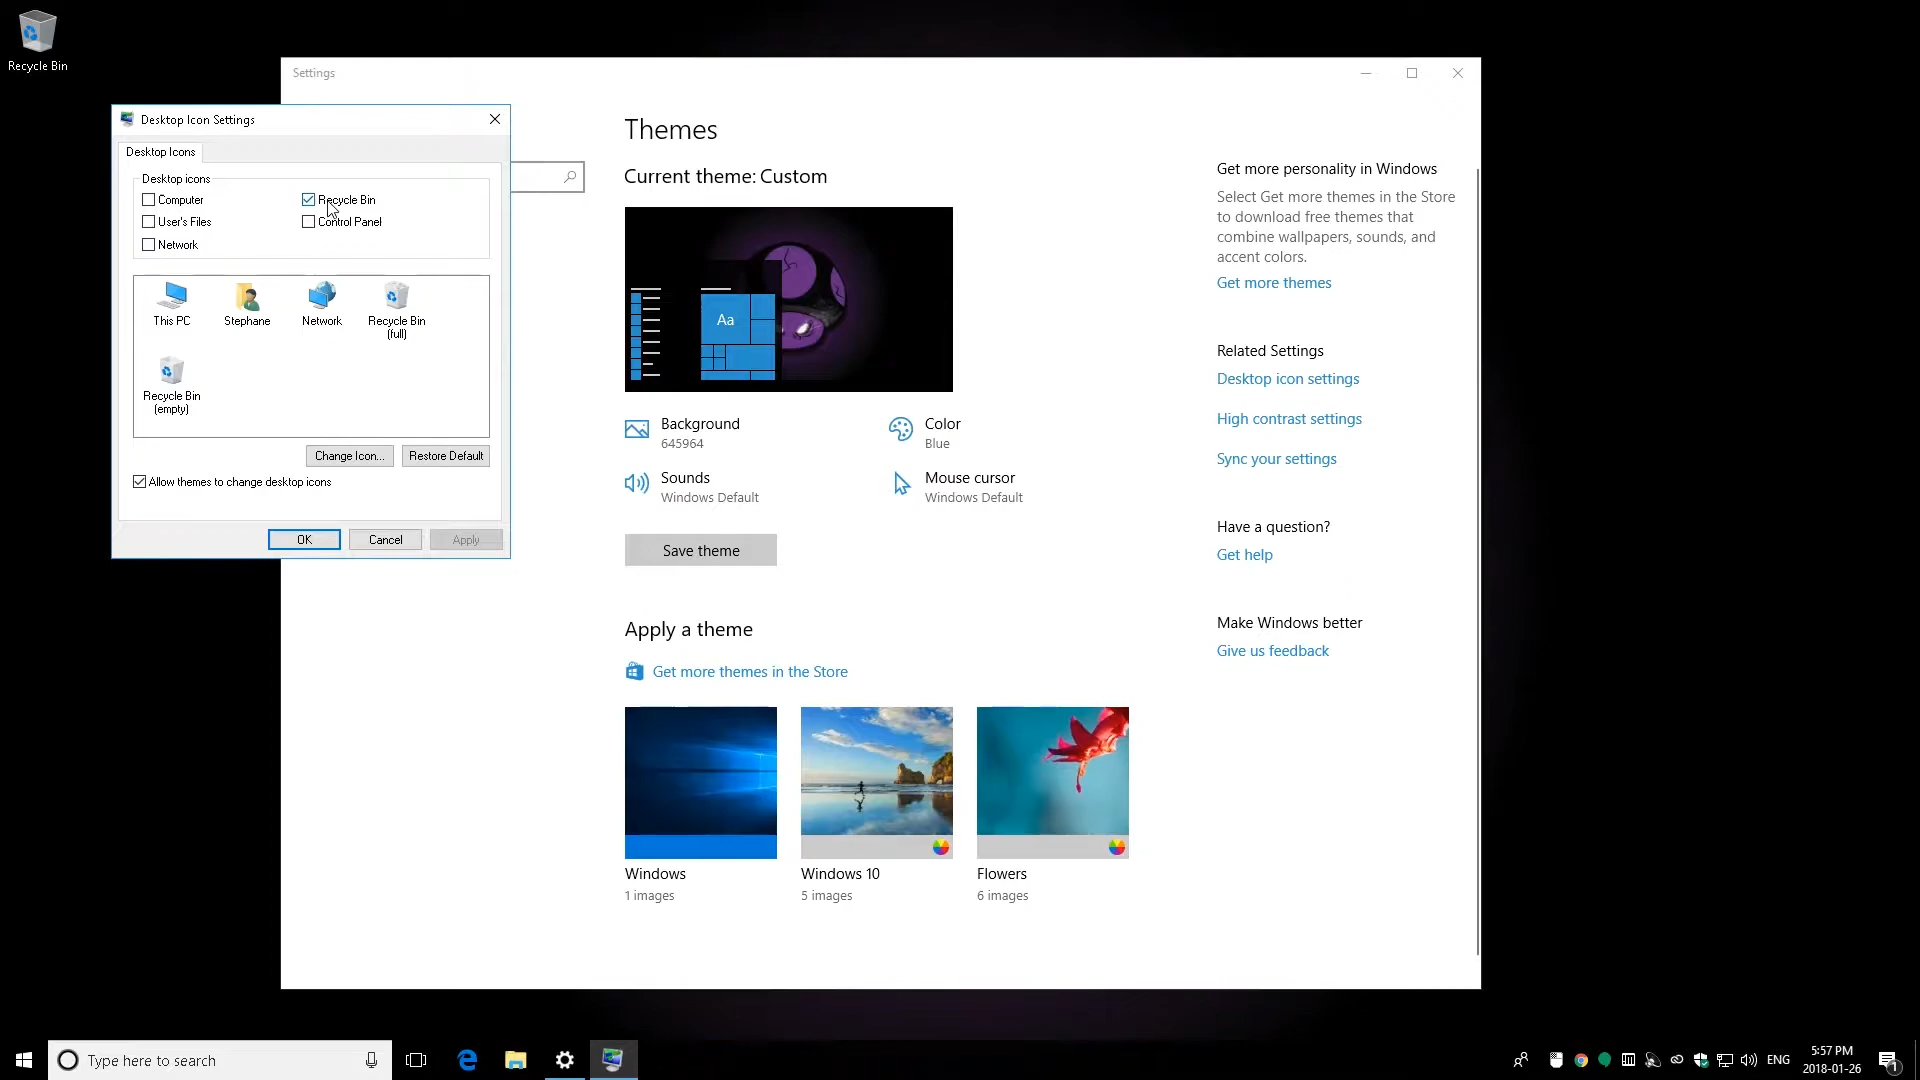 Recycle Bin
Settings
Desktop Icon Settings
Desktop Icons
Desktop icons
Computer
Recycle Bin
User's Files
Control Panel
Network
This PC
Stephane
Network
Recycle Bin
(full)
Recycle Bin
(empty)
Change Icon...
Restore Default
Allow themes to change desktop icons
OK
Cancel
Apply
Themes
Current theme: Custom
Aa
Background
645964
Color
Blue
Sounds
Windows Default
Mouse cursor
Windows Default
Save theme
Apply a theme
Get more themes in the Store
Windows
1 images
Windows 10
5 images
Flowers
6 images
Get more personality in Windows
Select Get more themes in the Store
to download free themes that
combine wallpapers, sounds, and
accent colors.
Get more themes
Related Settings
Desktop icon settings
High contrast settings
Sync your settings
Have a question?
Get help
Make Windows better
Give us feedback
Type here to search
ENG
5:57 PM
2018-01-26
1